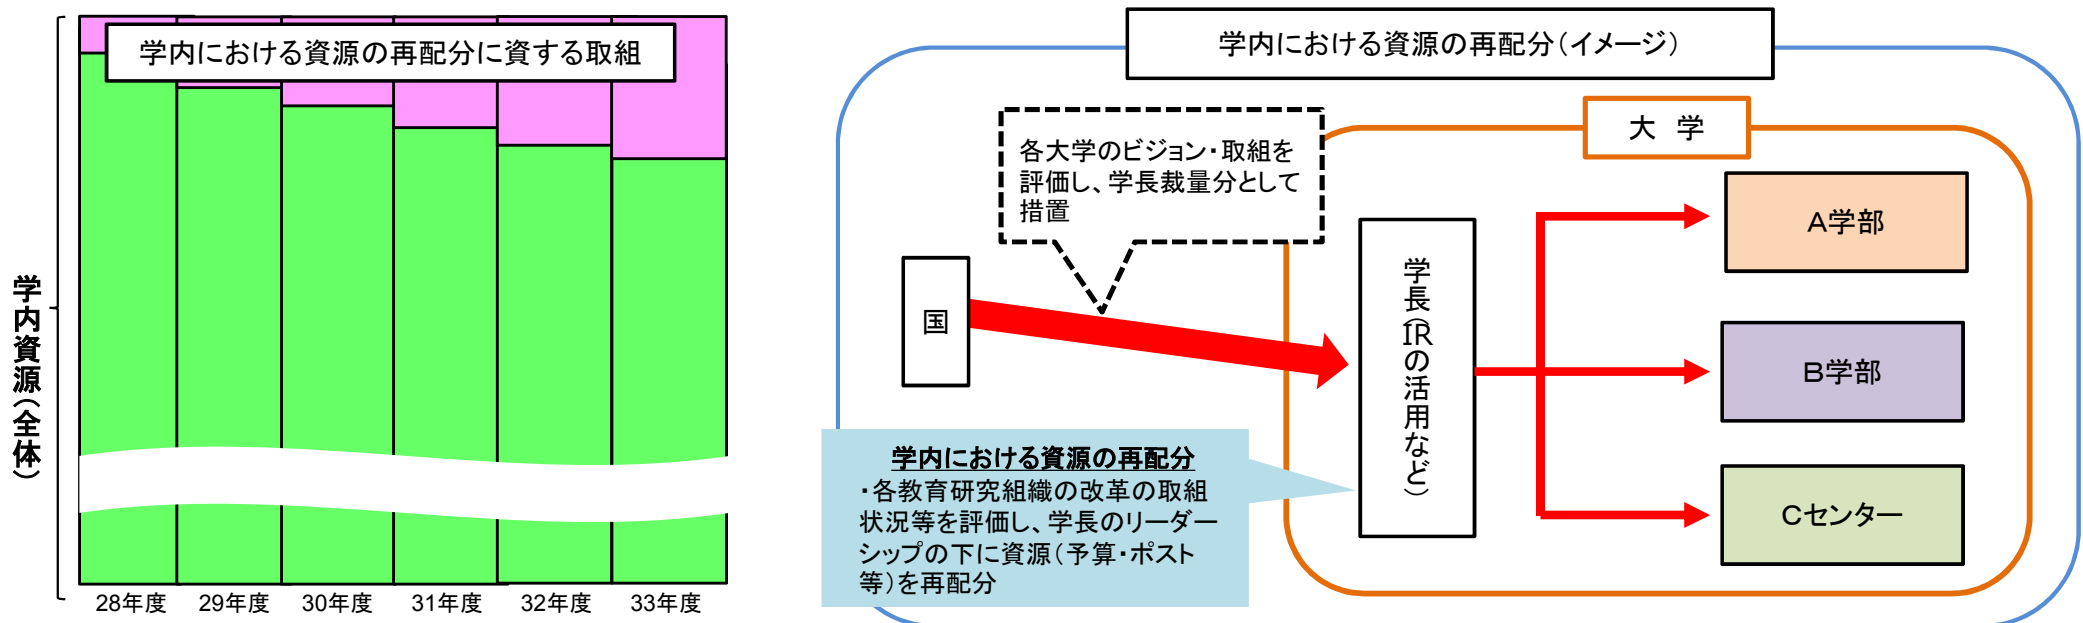 学内における資源の再配分に資する取組
学内資源(全体)
28年度
29年度
30年度
31年度
32年度
33年度
学内における資源の再配分(イメージ)
大 学
各大学のビジョン・取組を
評価し、学長裁量分として
措置
国
学長(IRの活用など)
A学部
B学部
Cセンター
学内における資源の再配分
・各教育研究組織の改革の取組
状況等を評価し、学長のリーダー
シップの下に資源(予算・ポスト
等)を再配分